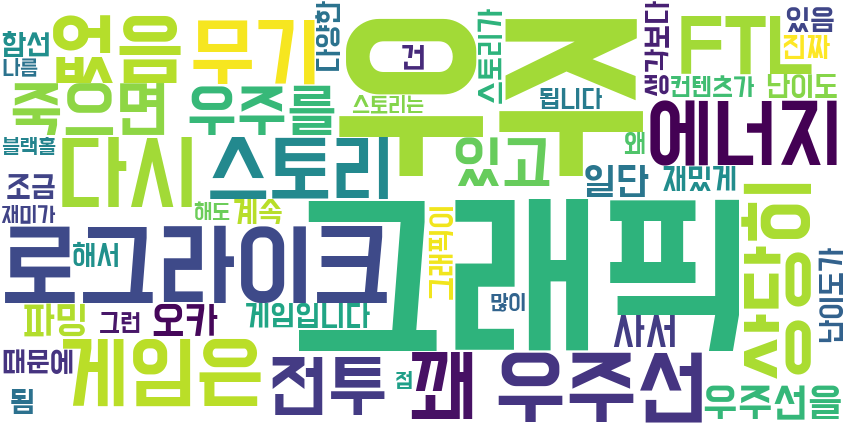 함선
없음
무기
다양한
우주
건
스토리가
FTL
생각보다
있음
진짜
나름
죽으면
우주를
스토리는
됩니다
컨텐츠가
난이도
블랙홀
다시
스토리
있고
왜
에너지
조금
일단
재밌게
재미가
해도
계속
그래픽이
그래픽
상당히
로그라이크
해서
많이
난이도가
파밍
그런
오카
게임입니다
사서
때문에
게임은
전투
점
꽤
우주선
우주선을
됨